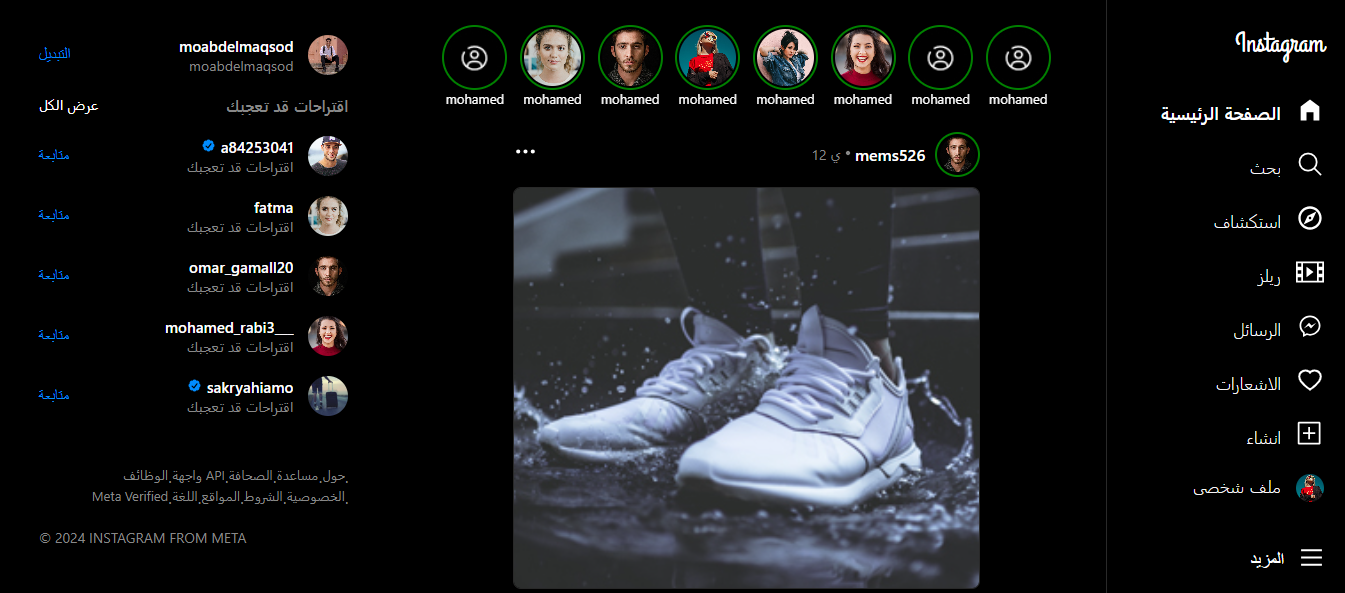 Instagram
الصفحة الرئيسية
بحث
استكشاف
ريلز
الرسائل
الاشعارات
انشاء
ملف شخصى
المزيد
mohamed mohamed mohamed mohamed mohamed mohamed mohamed mohamed
mems526 • ي 12
moabdelmaqsod
moabdelmaqsod
التبديل
اقتراحات قد تعجبك
عرض الكل
a84253041
اقتراحات قد تعجبك
متابعة
fatma
اقتراحات قد تعجبك
متابعة
omar_gamall20
اقتراحات قد تعجبك
متابعة
mohamed_rabi3___
اقتراحات قد تعجبك
متابعة
sakryahiamo
اقتراحات قد تعجبك
متابعة
.حول.مساعدة.الصحافة.API واجهة.الوظائف
.الخصوصية.الشروط.المواقع.اللغة.Meta Verified
© 2024 INSTAGRAM FROM META